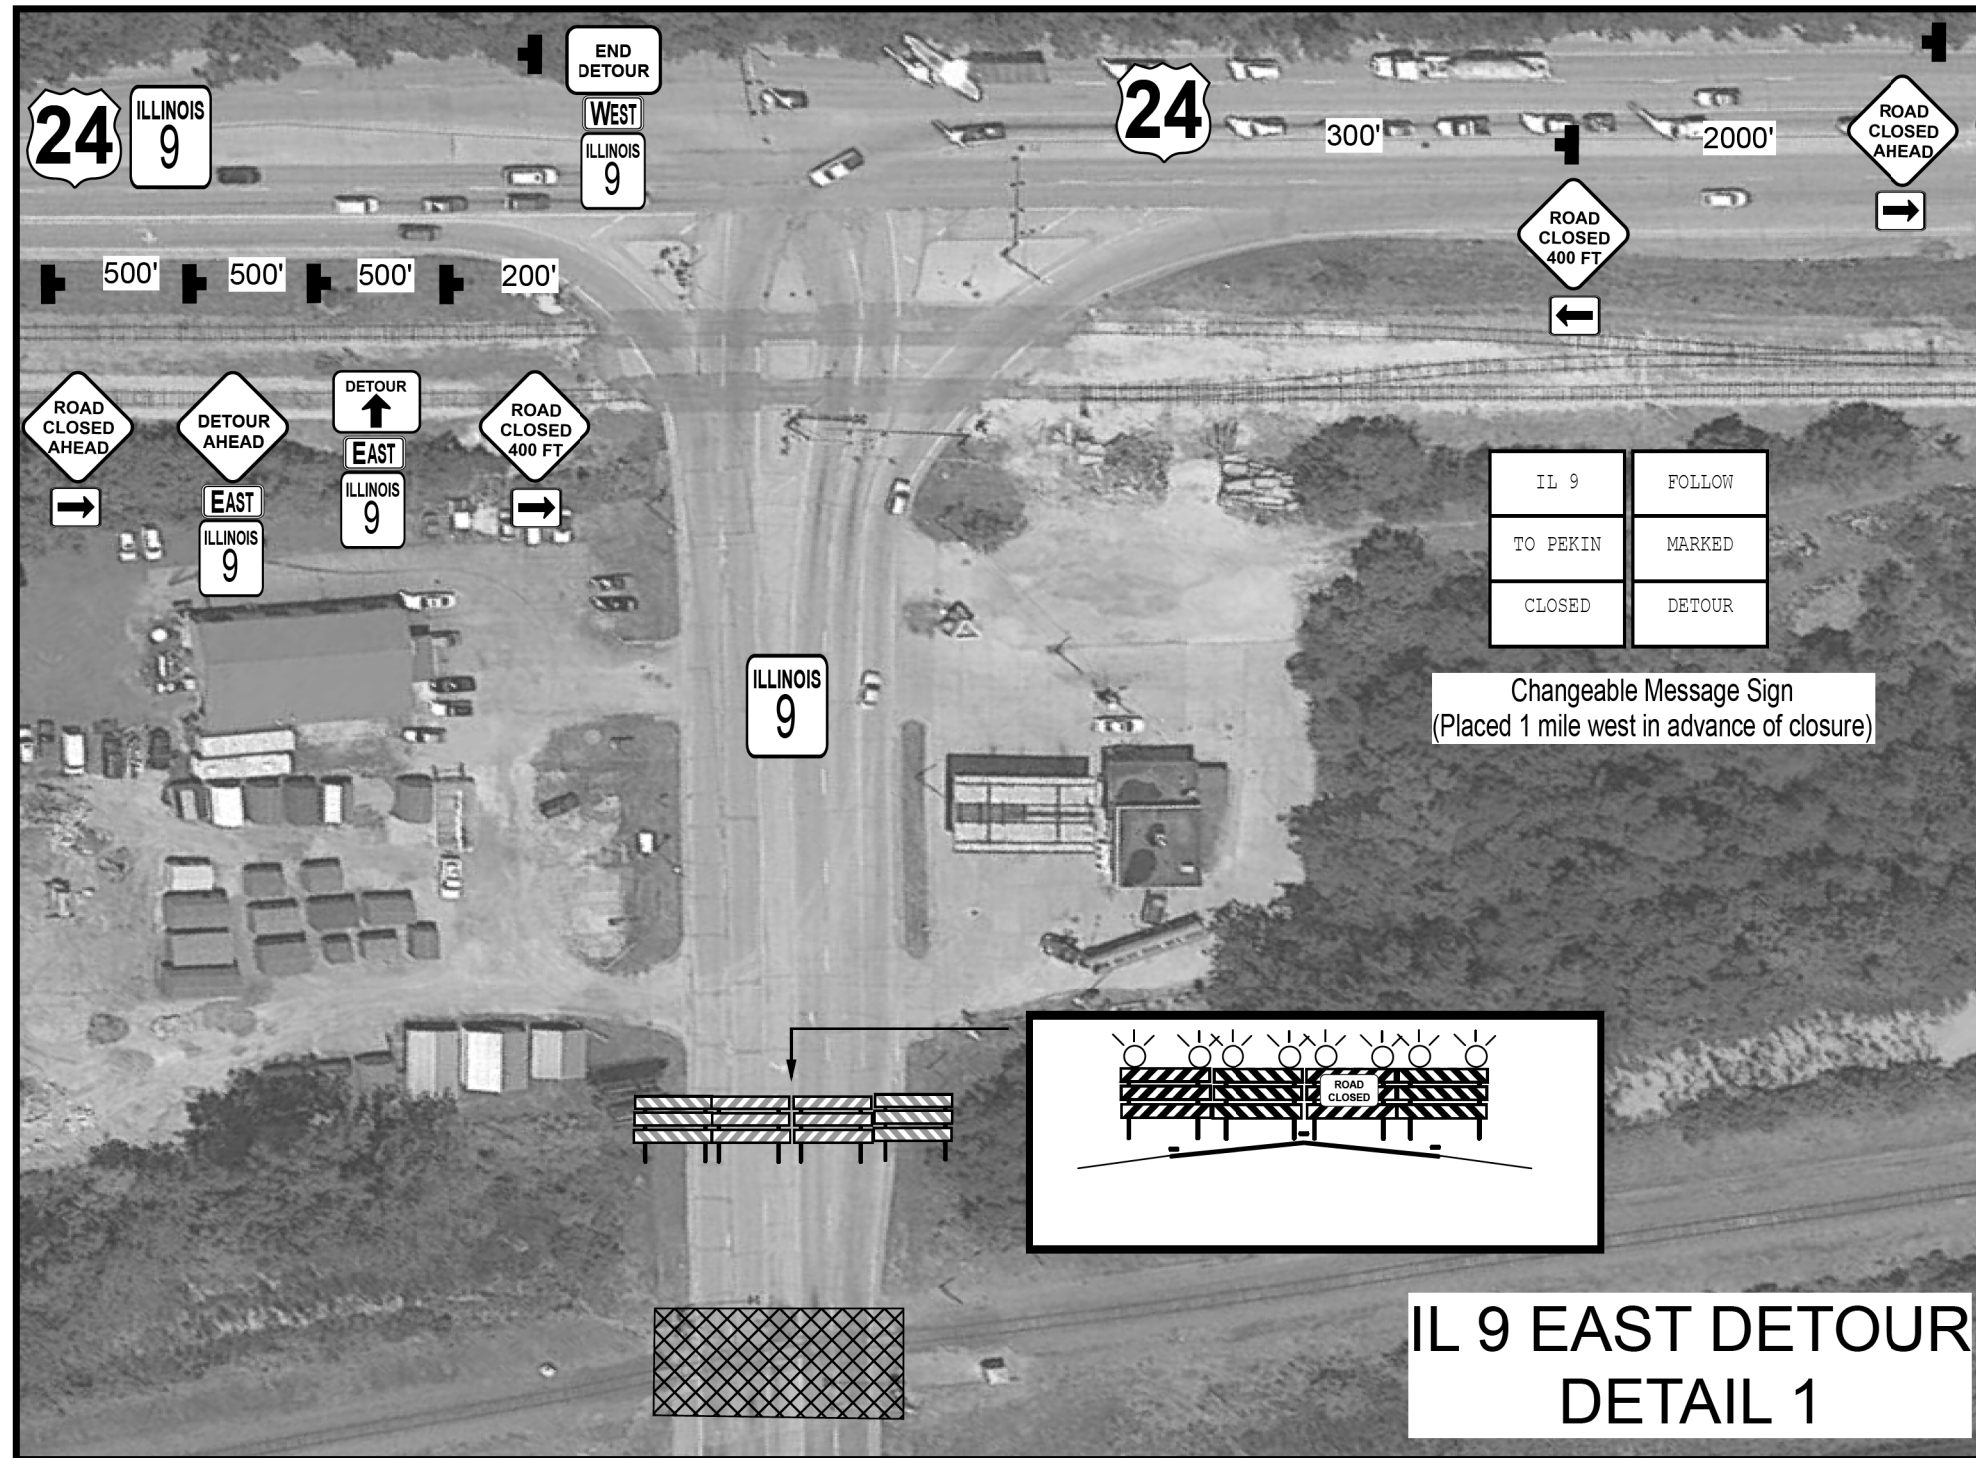 END
DETOUR
WEST
ILLINOIS
9
24
ILLINOIS
9
24
300'
2000'
ROAD
CLOSED
AHEAD
ROAD
CLOSED
400 FT
500'
500'
500'
200'
ROAD
CLOSED
AHEAD
DETOUR
AHEAD
EAST
ILLINOIS
9
DETOUR
EAST
ILLINOIS
9
ROAD
CLOSED
400 FT
IL 9
TO PEKIN
CLOSED
FOLLOW
MARKED
DETOUR
Changeable Message Sign
(Placed 1 mile west in advance of closure)
ILLINOIS
9
ROAD
CLOSED
IL 9 EAST DETOUR
DETAIL 1